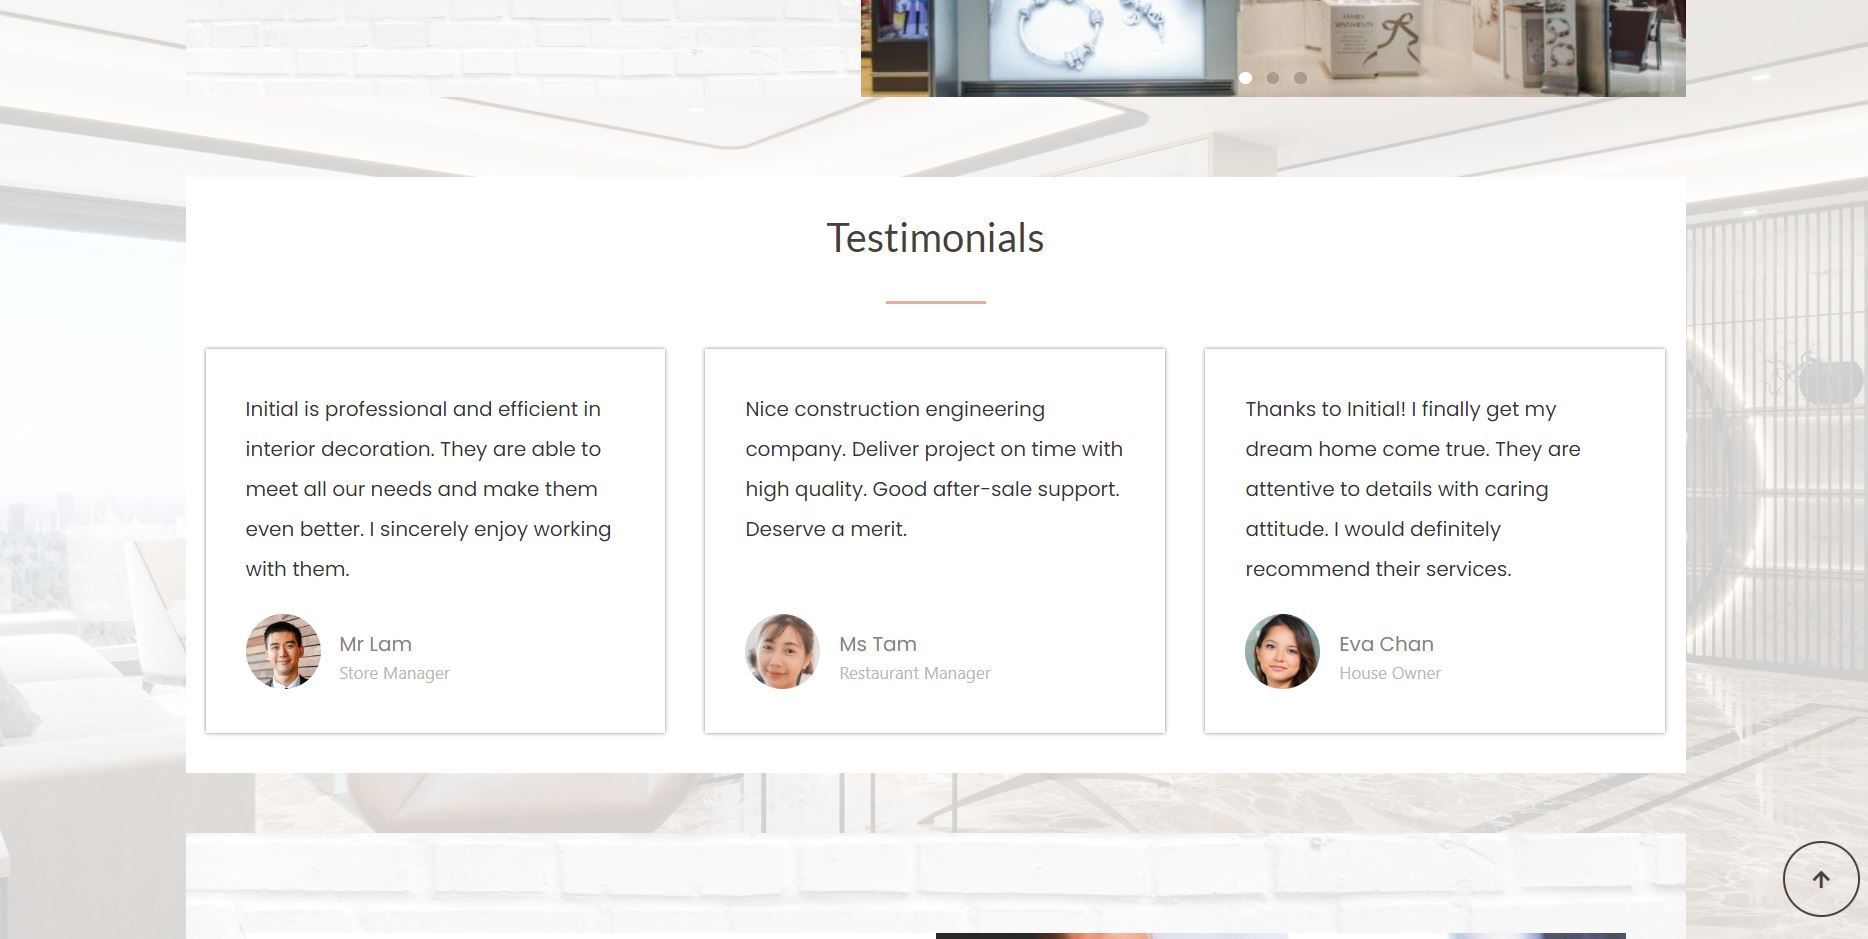 FAMILY
SENTIMENTS
Testimonials
Initial is professional and efficient in
interior decoration. They are able to
meet all our needs and make them
even better. I sincerely enjoy working
with them.
Mr Lam
Store Manager
Nice construction engineering
company. Deliver project on time with
high quality. Good after-sale support.
Deserve a merit.
Ms Tam
Restaurant Manager
Thanks to Initial! I finally get my
dream home come true. They are
attentive to details with caring
attitude. I would definitely
recommend their services.
Eva Chan
House Owner